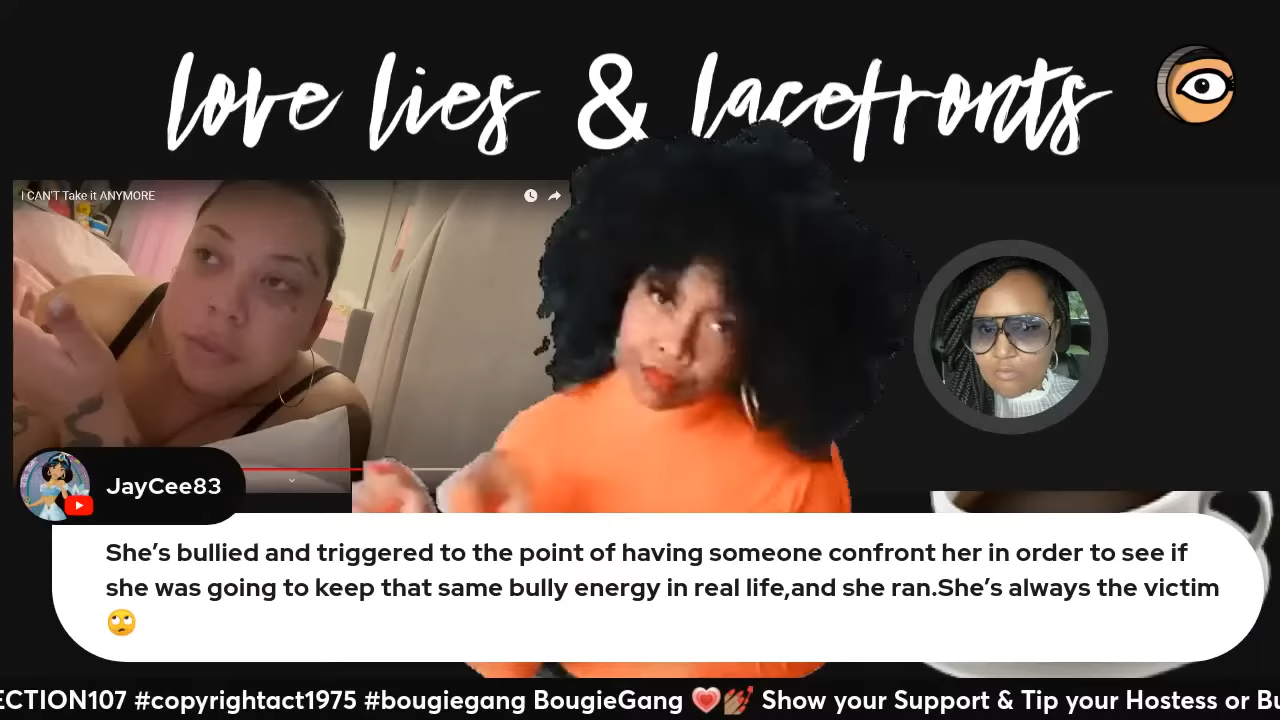 love lies & lacefronts
I CAN'T Take it ANYMORE
JayCee83
She's bullied and triggered to the point of having someone confront her in order to see if
she was going to keep that same bully energy in real life,and she ran.She's always the victim
🙄
ECTION107 #copyrightact1975 #bougiegang BougieGang 💗💅🏽 Show your Support & Tip your Hostess or Bu